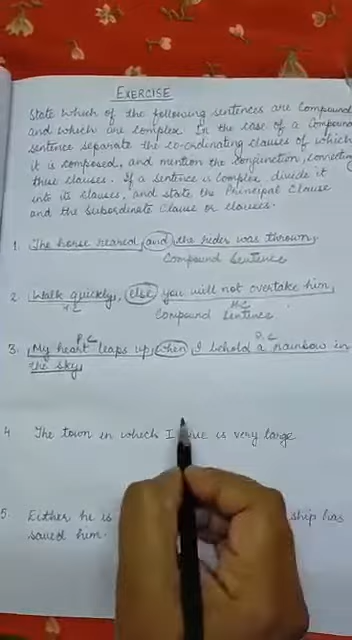 EXERCISE
State which of the following sentences are Compound
and which are complex. In the case of a Compound
sentence separate the co-ordinating clauses of which
it is composed, and mention the conjunction, connecting
these clauses. If a sentence is Complex divide it
into its clauses, and state the Principal Clause
and the Subordinate Clause or clauses.
1. The horse reared, and the rider was thrown,
Compound Sentence
2 Walk quickly, else you will not overtake him,
M.C M.C
Compound Sentence
P.C
3. My heart leaps up, when I behold a rainbow in
the sky,
4 The town in which I is very large
5. Either he is ship has
saved him.